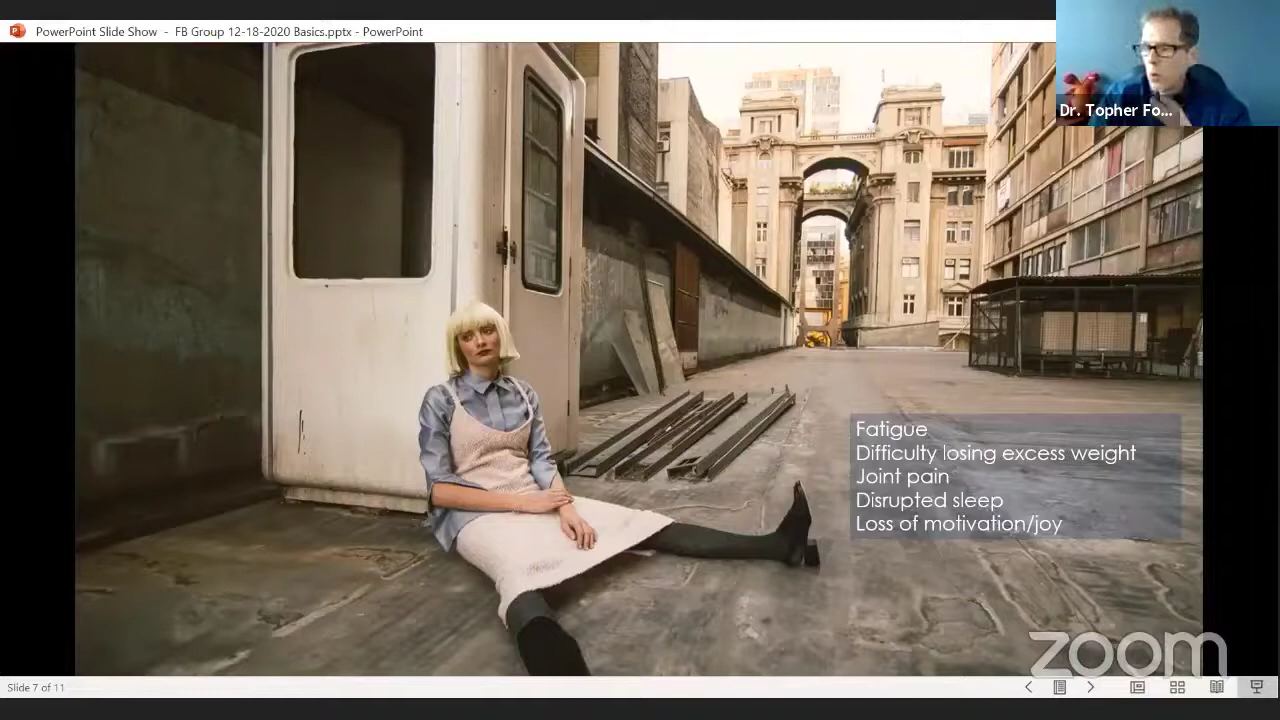 PowerPoint Slide Show - FB Group 12-18-2020 Basics.pptx - PowerPoint
Dr. Topher Fo...
Fatigue
Difficulty losing excess weight
Joint pain
Disrupted sleep
Loss of motivation/joy
zoom
Slide 7 of 11